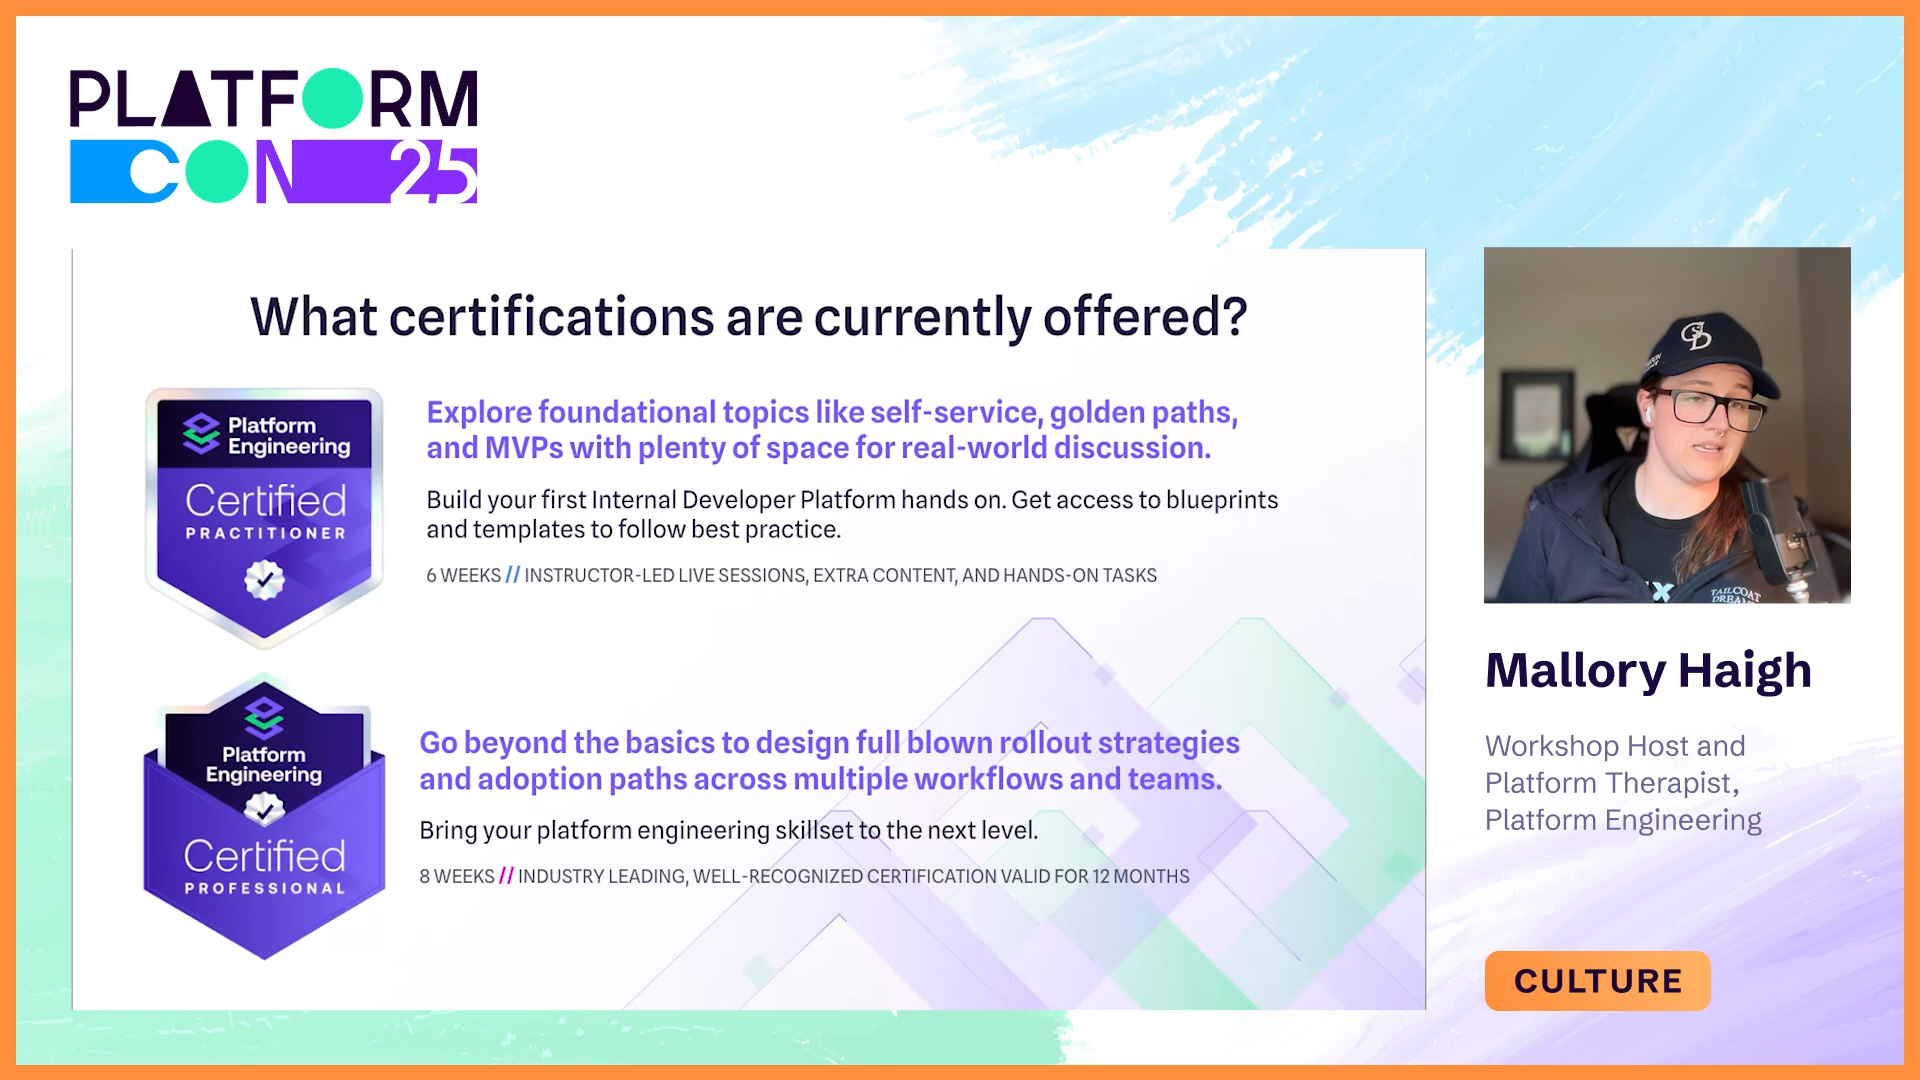 PLATFORM
CON 25
What certifications are currently offered?
Platform
Engineering
Certified
PRACTITIONER
Explore foundational topics like self-service, golden paths,
and MVPs with plenty of space for real-world discussion.
Build your first Internal Developer Platform hands on. Get access to blueprints
and templates to follow best practice.
6 WEEKS // INSTRUCTOR-LED LIVE SESSIONS, EXTRA CONTENT, AND HANDS-ON TASKS
Platform
Engineering
Certified
PROFESSIONAL
Go beyond the basics to design full blown rollout strategies
and adoption paths across multiple workflows and teams.
Bring your platform engineering skillset to the next level.
8 WEEKS // INDUSTRY LEADING, WELL-RECOGNIZED CERTIFICATION VALID FOR 12 MONTHS
TAILCOAT
Mallory Haigh
Workshop Host and
Platform Therapist,
Platform Engineering
CULTURE